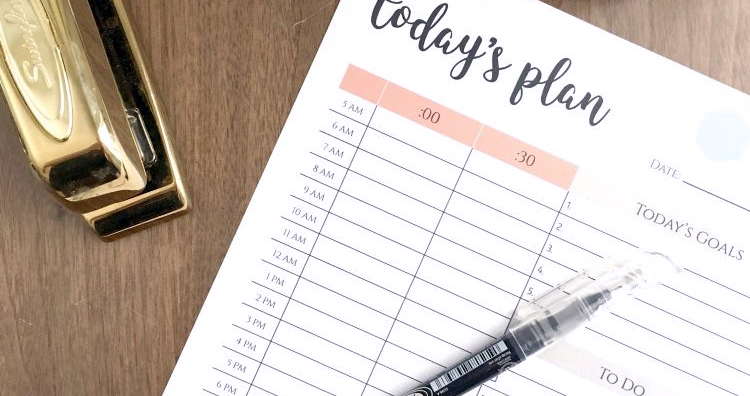 Swingline
today's plan
:00
:30
5 AM
6 AM
7 AM
8 AM
9 AM
10 AM
11 AM
12 AM
1 PM
2 PM
3 PM
4 PM
5 PM
6 PM
DATE:
TODAY'S GOALS
1.
2.
3.
4.
5.
TO DO